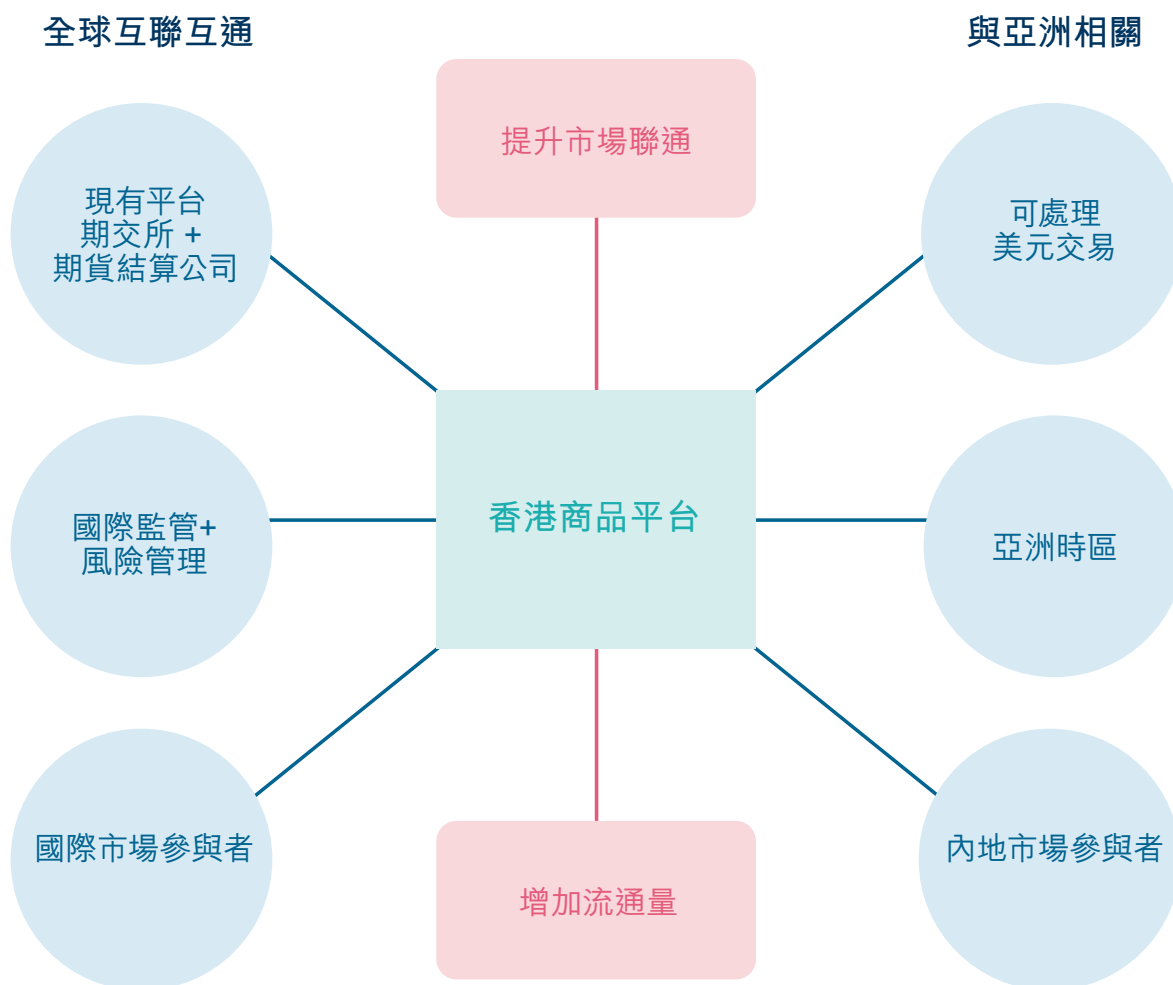 全球互聯互通
與亞洲相關
提升市場聯通
現有平台
期交所 +
期貨結算公司
可處理
美元交易
香港商品平台
國際監管+
風險管理
亞洲時區
國際市場參與者
內地市場參與者
增加流通量